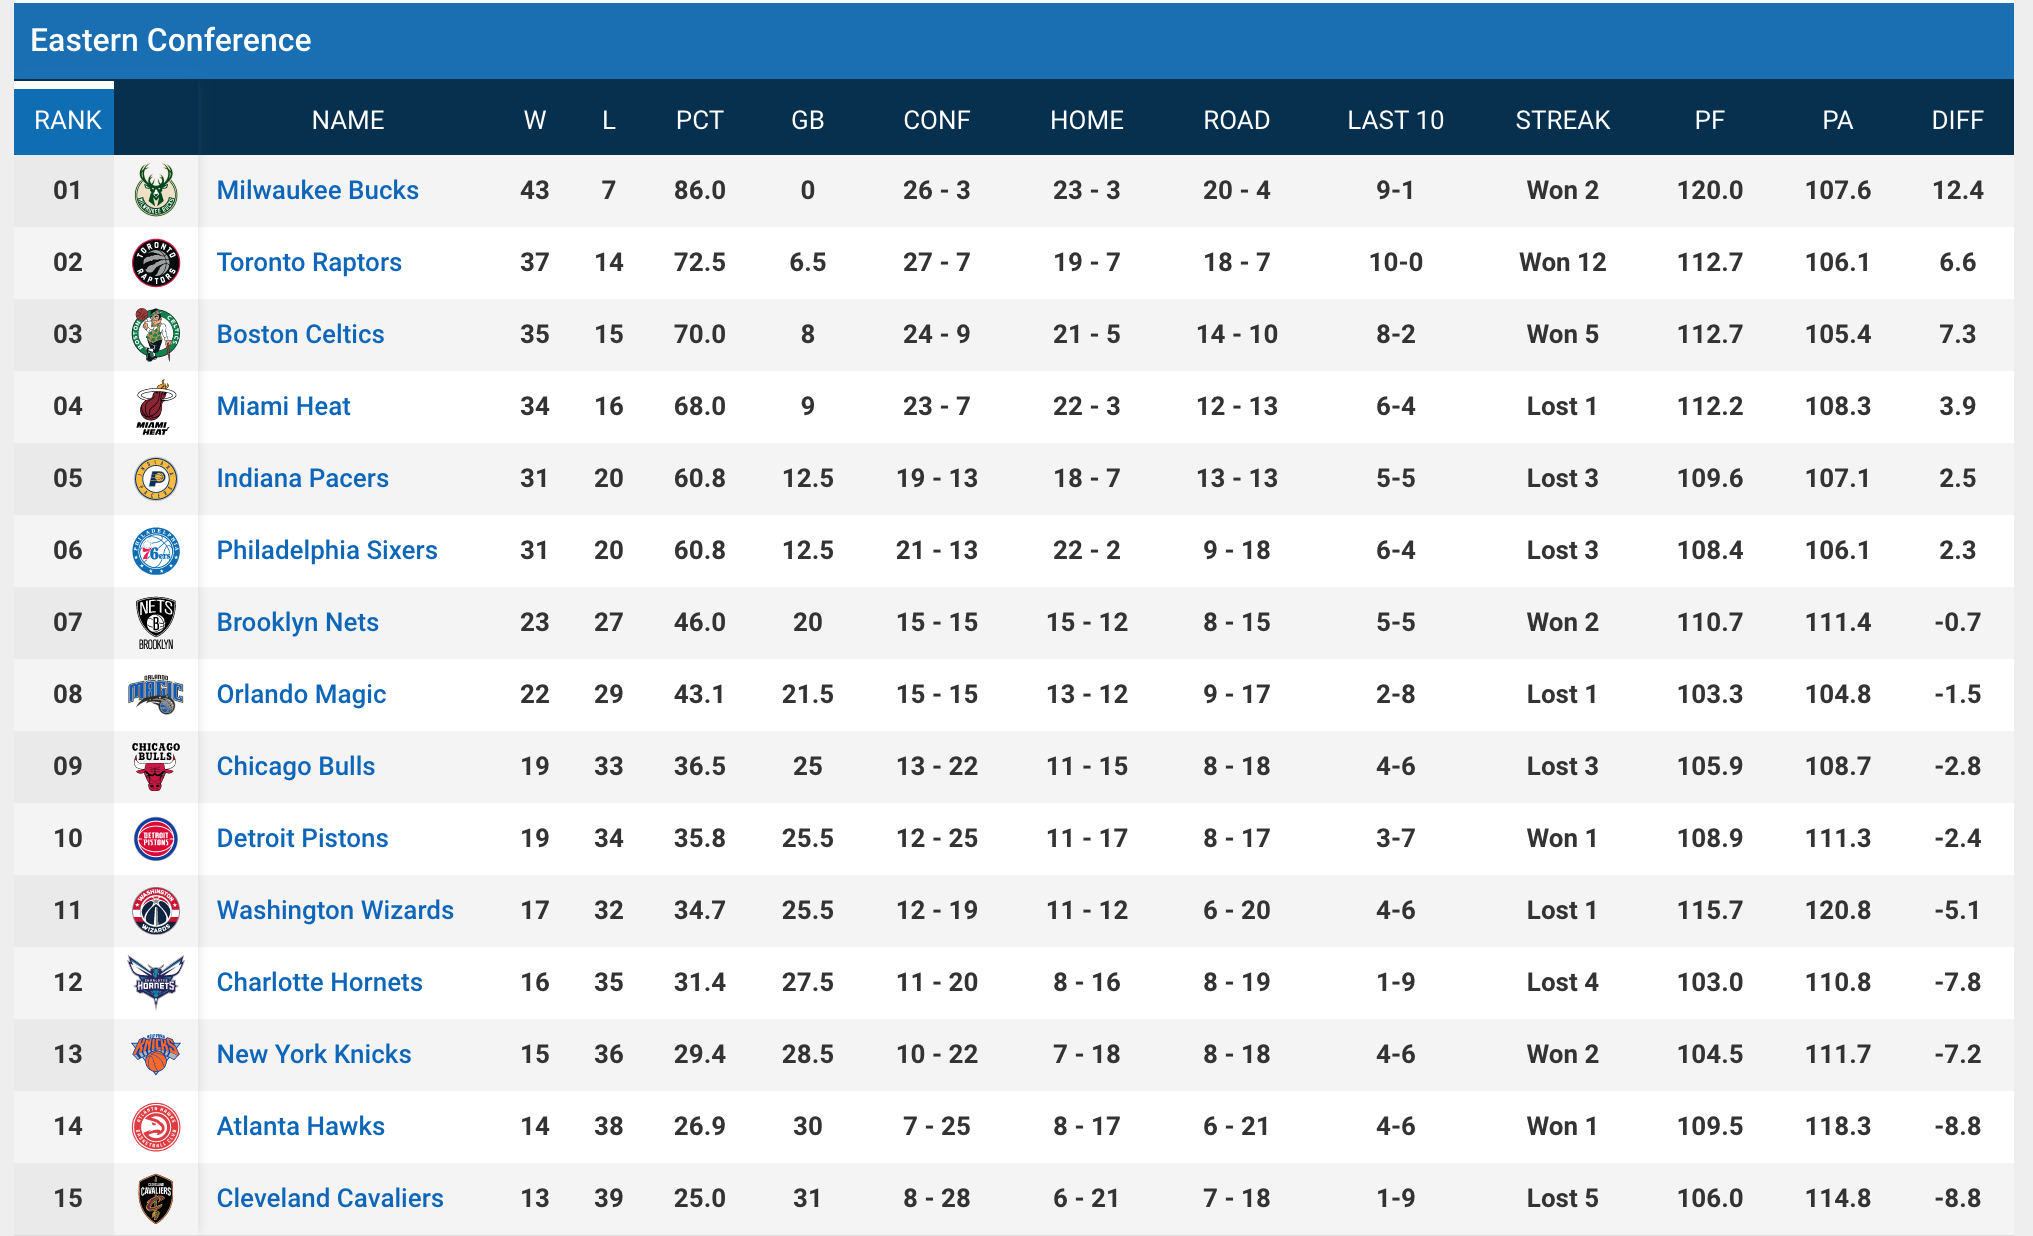 Eastern Conference
RANK NAME W L PCT GB CONF HOME ROAD LAST 10 STREAK PF PA DIFF
01 Milwaukee Bucks 43 7 86.0 0 26 - 3 23 - 3 20 - 4 9-1 Won 2 120.0 107.6 12.4
02 TORONTO RAPTORS Toronto Raptors 37 14 72.5 6.5 27 - 7 19 - 7 18 - 7 10-0 Won 12 112.7 106.1 6.6
03 BOSTON CELTICS Boston Celtics 35 15 70.0 8 24 - 9 21 - 5 14 - 10 8-2 Won 5 112.7 105.4 7.3
04 MIAMI HEAT Miami Heat 34 16 68.0 9 23 - 7 22 - 3 12 - 13 6-4 Lost 1 112.2 108.3 3.9
05 INDIANA PACERS Indiana Pacers 31 20 60.8 12.5 19 - 13 18 - 7 13 - 13 5-5 Lost 3 109.6 107.1 2.5
06 PHILADELPHIA 76ers Philadelphia Sixers 31 20 60.8 12.5 21 - 13 22 - 2 9 - 18 6-4 Lost 3 108.4 106.1 2.3
07 NETS B BROOKLYN Brooklyn Nets 23 27 46.0 20 15 - 15 15 - 12 8 - 15 5-5 Won 2 110.7 111.4 -0.7
08 ORLANDO MAGIC Orlando Magic 22 29 43.1 21.5 15 - 15 13 - 12 9 - 17 2-8 Lost 1 103.3 104.8 -1.5
09 CHICAGO BULLS Chicago Bulls 19 33 36.5 25 13 - 22 11 - 15 8 - 18 4-6 Lost 3 105.9 108.7 -2.8
10 DETROIT PISTONS Detroit Pistons 19 34 35.8 25.5 12 - 25 11 - 17 8 - 17 3-7 Won 1 108.9 111.3 -2.4
11 WASHINGTON WIZARDS Washington Wizards 17 32 34.7 25.5 12 - 19 11 - 12 6 - 20 4-6 Lost 1 115.7 120.8 -5.1
12 HORNETS Charlotte Hornets 16 35 31.4 27.5 11 - 20 8 - 16 8 - 19 1-9 Lost 4 103.0 110.8 -7.8
13 KNICKS New York Knicks 15 36 29.4 28.5 10 - 22 7 - 18 8 - 18 4-6 Won 2 104.5 111.7 -7.2
14 Atlanta Hawks 14 38 26.9 30 7 - 25 8 - 17 6 - 21 4-6 Won 1 109.5 118.3 -8.8
15 CAVALIERS Cleveland Cavaliers 13 39 25.0 31 8 - 28 6 - 21 7 - 18 1-9 Lost 5 106.0 114.8 -8.8